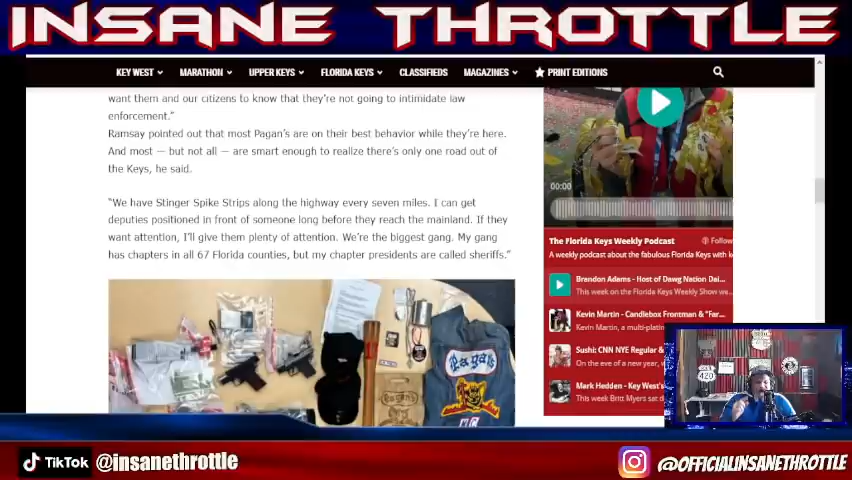 INSANE THROTTLE
KEY WEST MARATHON UPPER KEYS FLORIDA KEYS CLASSIFIEDS MAGAZINES PRINT EDITIONS
want them and our citizens to know that they're not going to intimidate law
enforcement."
Ramsay pointed out that most Pagan's are on their best behavior while they're here.
And most — but not all — are smart enough to realize there's only one road out of
the Keys, he said.
"We have Stinger Spike Strips along the highway every seven miles. I can get
deputies positioned in front of someone long before they reach the mainland. If they
want attention, I'll give them plenty of attention. We're the biggest gang. My gang
has chapters in all 67 Florida counties, but my chapter presidents are called sheriffs."
Pagan's
Pagan's
00:00
The Florida Keys Weekly Podcast Follow
A weekly podcast about the fabulous Florida Keys with
Brandon Adams - Host of Dawg Nation Dai...
This week on the Florida Keys Weekly Show we...
Kevin Martin - Candlebox Frontman & "Far...
Kevin Martin, a multi-platin
Sushi: CNN NYE Regular &
On the eve of a new year,
Mark Hedden - Key West's
This week Britt Myers sat d
420
TikTok @insanethrottle
@OFFICIALINSANETHROTTLE